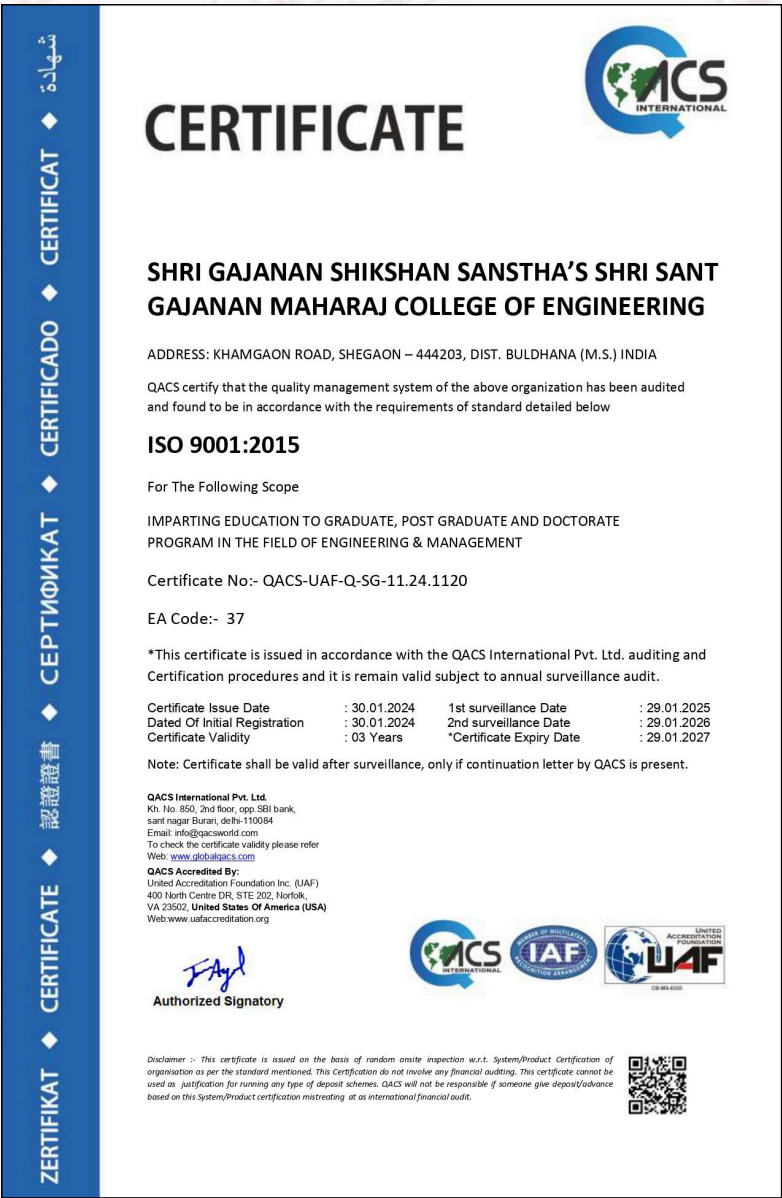 CERTIFICATE
ACS
INTERNATIONAL
SHRI GAJANAN SHIKSHAN SANSTHA’S SHRI SANT
GAJANAN MAHARAJ COLLEGE OF ENGINEERING
ADDRESS: KHAMGAON ROAD, SHEGAON – 444203, DIST. BULDHANA (M.S.) INDIA
QACS certify that the quality management system of the above organization has been audited
and found to be in accordance with the requirements of standard detailed below
ISO 9001:2015
For The Following Scope
IMPARTING EDUCATION TO GRADUATE, POST GRADUATE AND DOCTORATE
PROGRAM IN THE FIELD OF ENGINEERING & MANAGEMENT
Certificate No:- QACS-UAF-Q-SG-11.24.1120
EA Code:- 37
*This certificate is issued in accordance with the QACS International Pvt. Ltd. auditing and
Certification procedures and it is remain valid subject to annual surveillance audit.
Certificate Issue Date : 30.01.2024 1st surveillance Date : 29.01.2025
Dated Of Initial Registration : 30.01.2024 2nd surveillance Date : 29.01.2026
Certificate Validity : 03 Years *Certificate Expiry Date : 29.01.2027
Note: Certificate shall be valid after surveillance, only if continuation letter by QACS is present.
QACS International Pvt. Ltd.
Kh. No. 850, 2nd floor, opp.SBI bank,
sant nagar Burari, delhi-110084
Email: info@qacsworld.com
To check the certificate validity please refer
Web: www.globalqacs.com
QACS Accredited By:
United Accreditation Foundation Inc. (UAF)
400 North Centre DR, STE 202, Norfolk,
VA 23502, United States Of America (USA)
Web:www.uafaccreditation.org
Authorized Signatory
ACS
INTERNATIONAL
MEMBER OF MULTILATERAL
IAF
RECOGNITION ARRANGEMENT
UNITED
ACCREDITATION
FOUNDATION
UAF
Disclaimer :- This certificate is issued on the basis of random onsite inspection w.r.t. System/Product Certification of
organisation as per the standard mentioned. This Certification do not involve any financial auditing. This certificate cannot be
used as justification for running any type of deposit schemes. QACS will not be responsible if someone give deposit/advance
based on this System/Product certification mistreating at as international financial audit.
ZERTIFIKAT ◆ CERTIFICATE ◆ 認證證書 ◆ СЕРТИФИКАТ ◆ CERTIFICADO ◆ CERTIFICAT ◆ شهادة